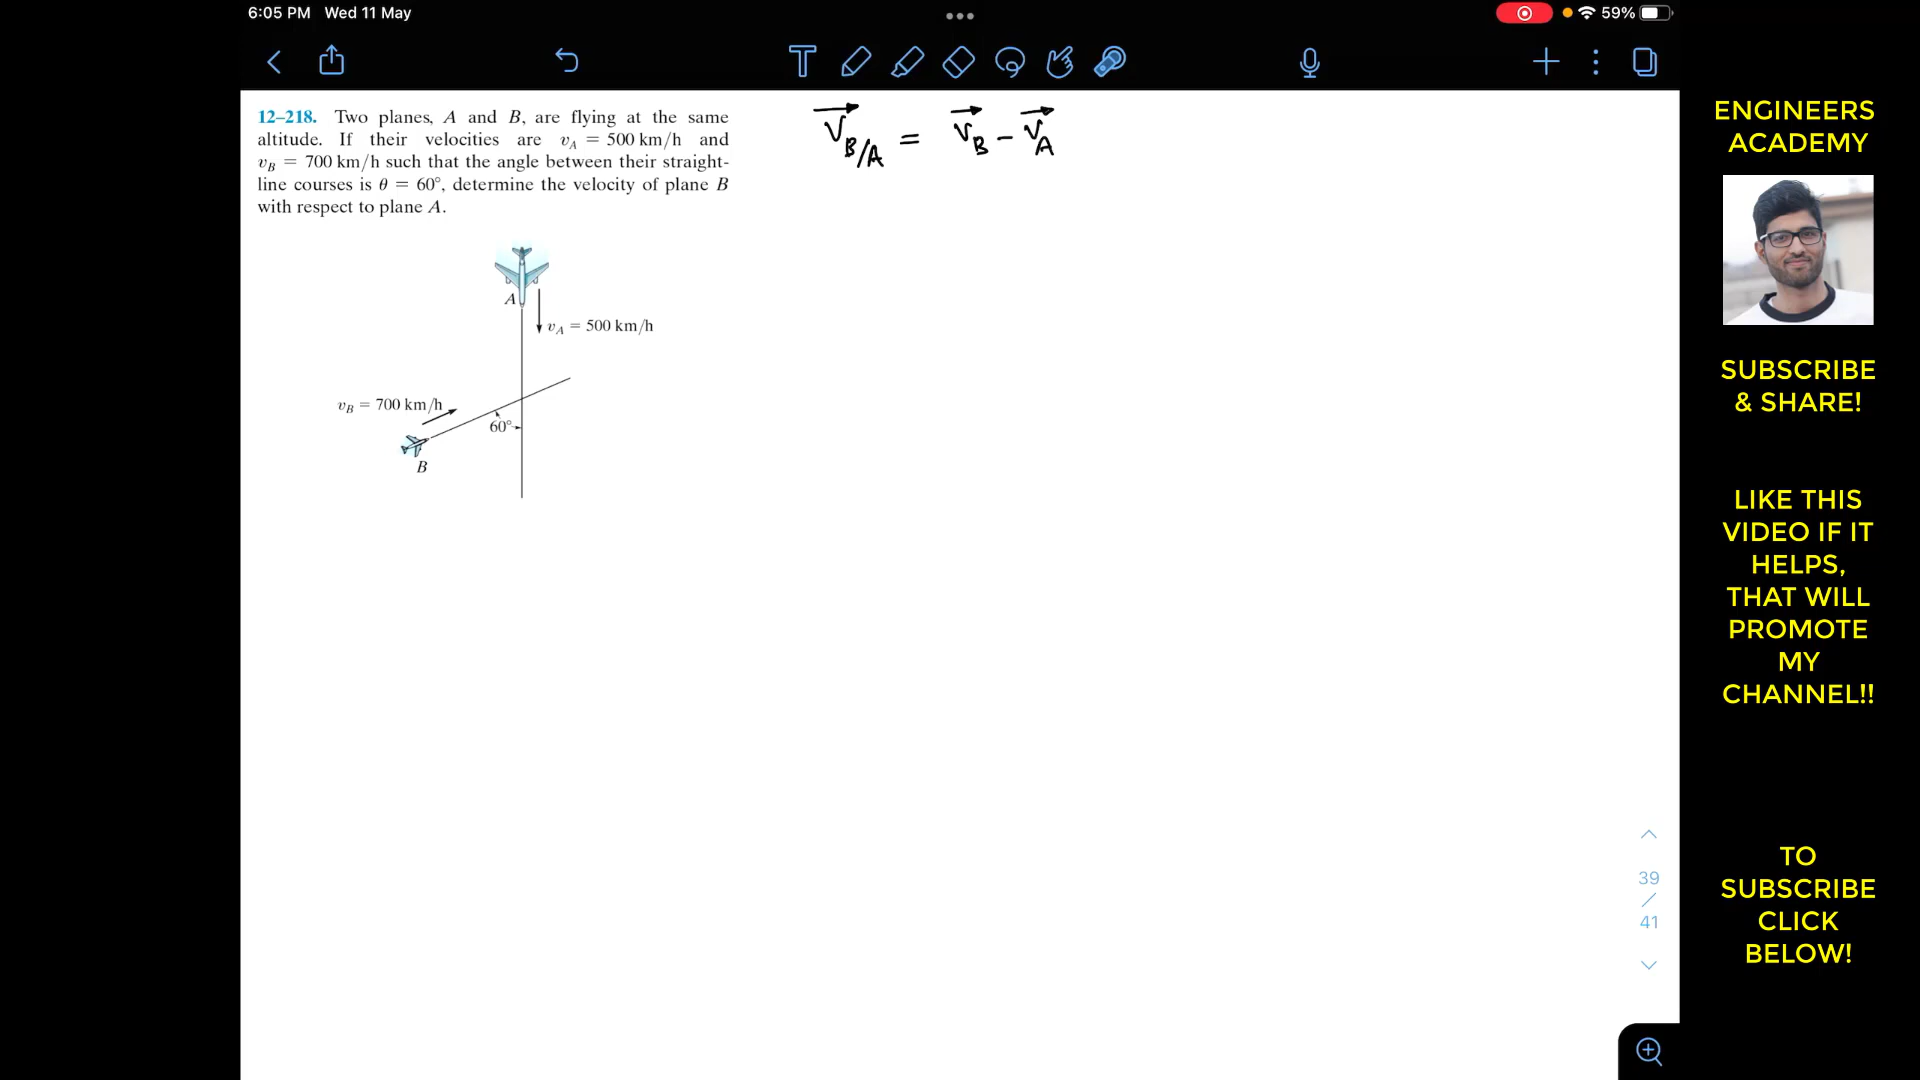 6:05 PM Wed 11 May
59%
12–218. Two planes, A and B, are flying at the same
altitude. If their velocities are v_A = 500 km/h and
v_B = 700 km/h such that the angle between their straight-
line courses is θ = 60°, determine the velocity of plane B
with respect to plane A.
V_B/A = V_B - V_A
A
v_A = 500 km/h
v_B = 700 km/h
60°
B
39
/
41
ENGINEERS
ACADEMY
SUBSCRIBE
& SHARE!
LIKE THIS
VIDEO IF IT
HELPS,
THAT WILL
PROMOTE
MY
CHANNEL!!
TO
SUBSCRIBE
CLICK
BELOW!